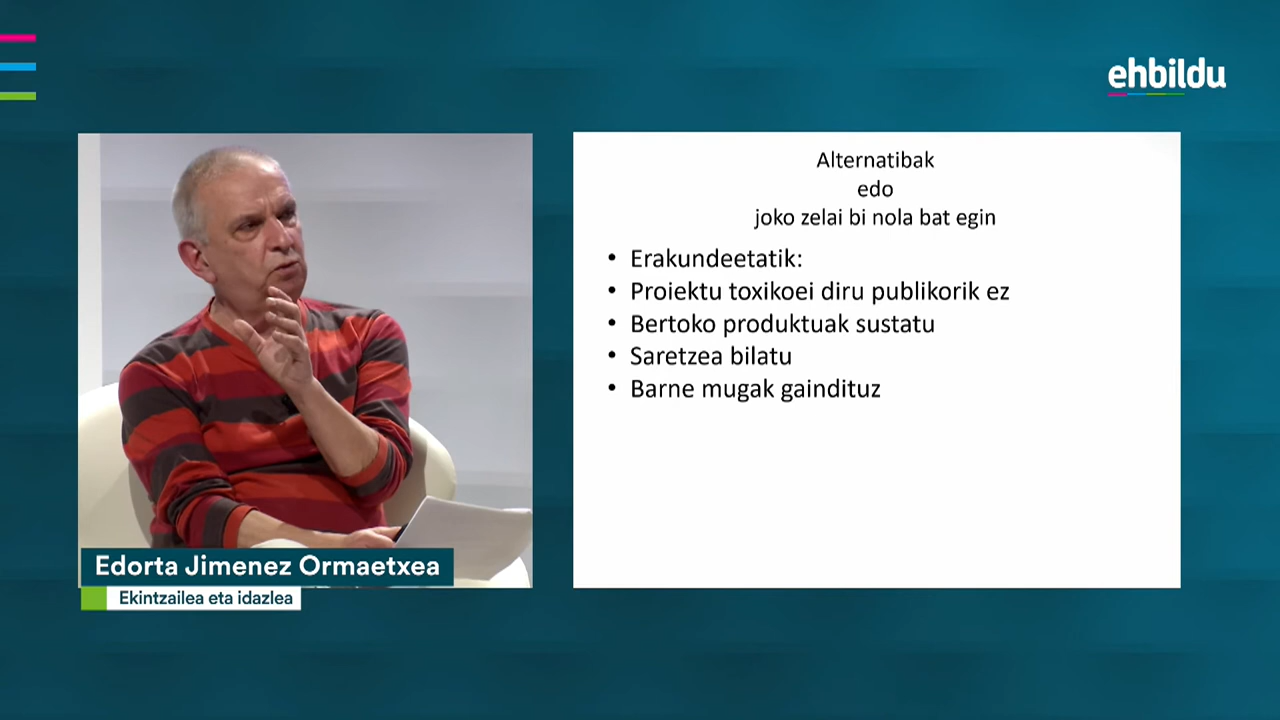 ehbildu
Alternatibak
edo
joko zelai bi nola bat egin
• Erakundeetatik:
• Proiektu toxikoei diru publikorik ez
• Bertoko produktuak sustatu
• Saretzea bilatu
• Barne mugak gaindituz
Edorta Jimenez Ormaetxea
Ekintzailea eta idazlea